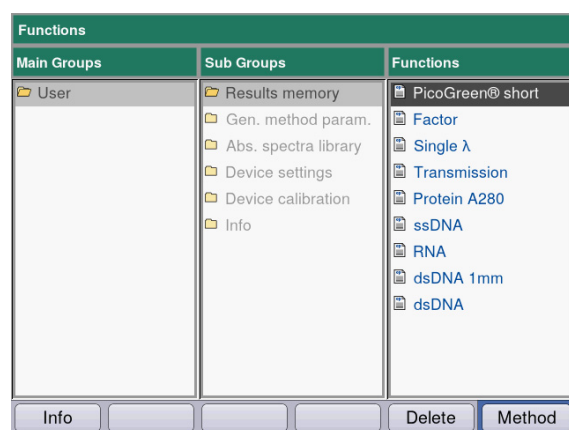 Functions
Main Groups
Sub Groups
Functions
User
Results memory
Gen. method param.
Abs. spectra library
Device settings
Device calibration
Info
PicoGreen® short
Factor
Single λ
Transmission
Protein A280
ssDNA
RNA
dsDNA 1mm
dsDNA
Info
Delete
Method